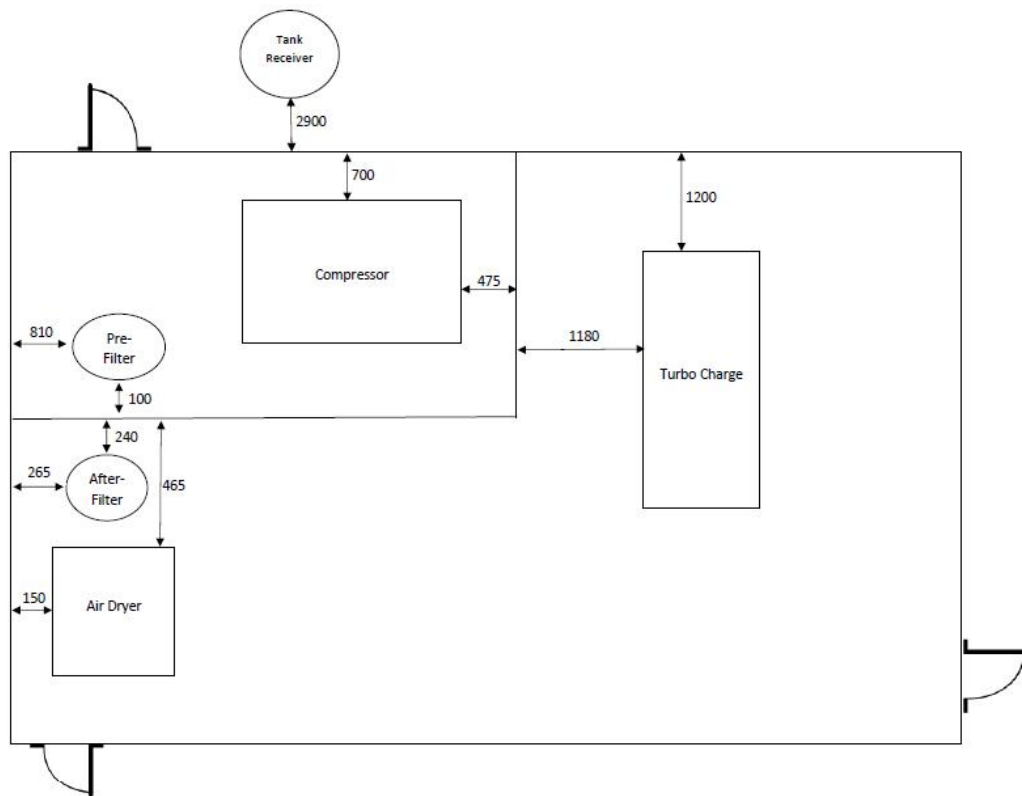 Tank
Receiver
2900
700
1200
Compressor
475
810
Pre-
Filter
1180
Turbo Charge
100
240
265
After-
Filter
465
150
Air Dryer